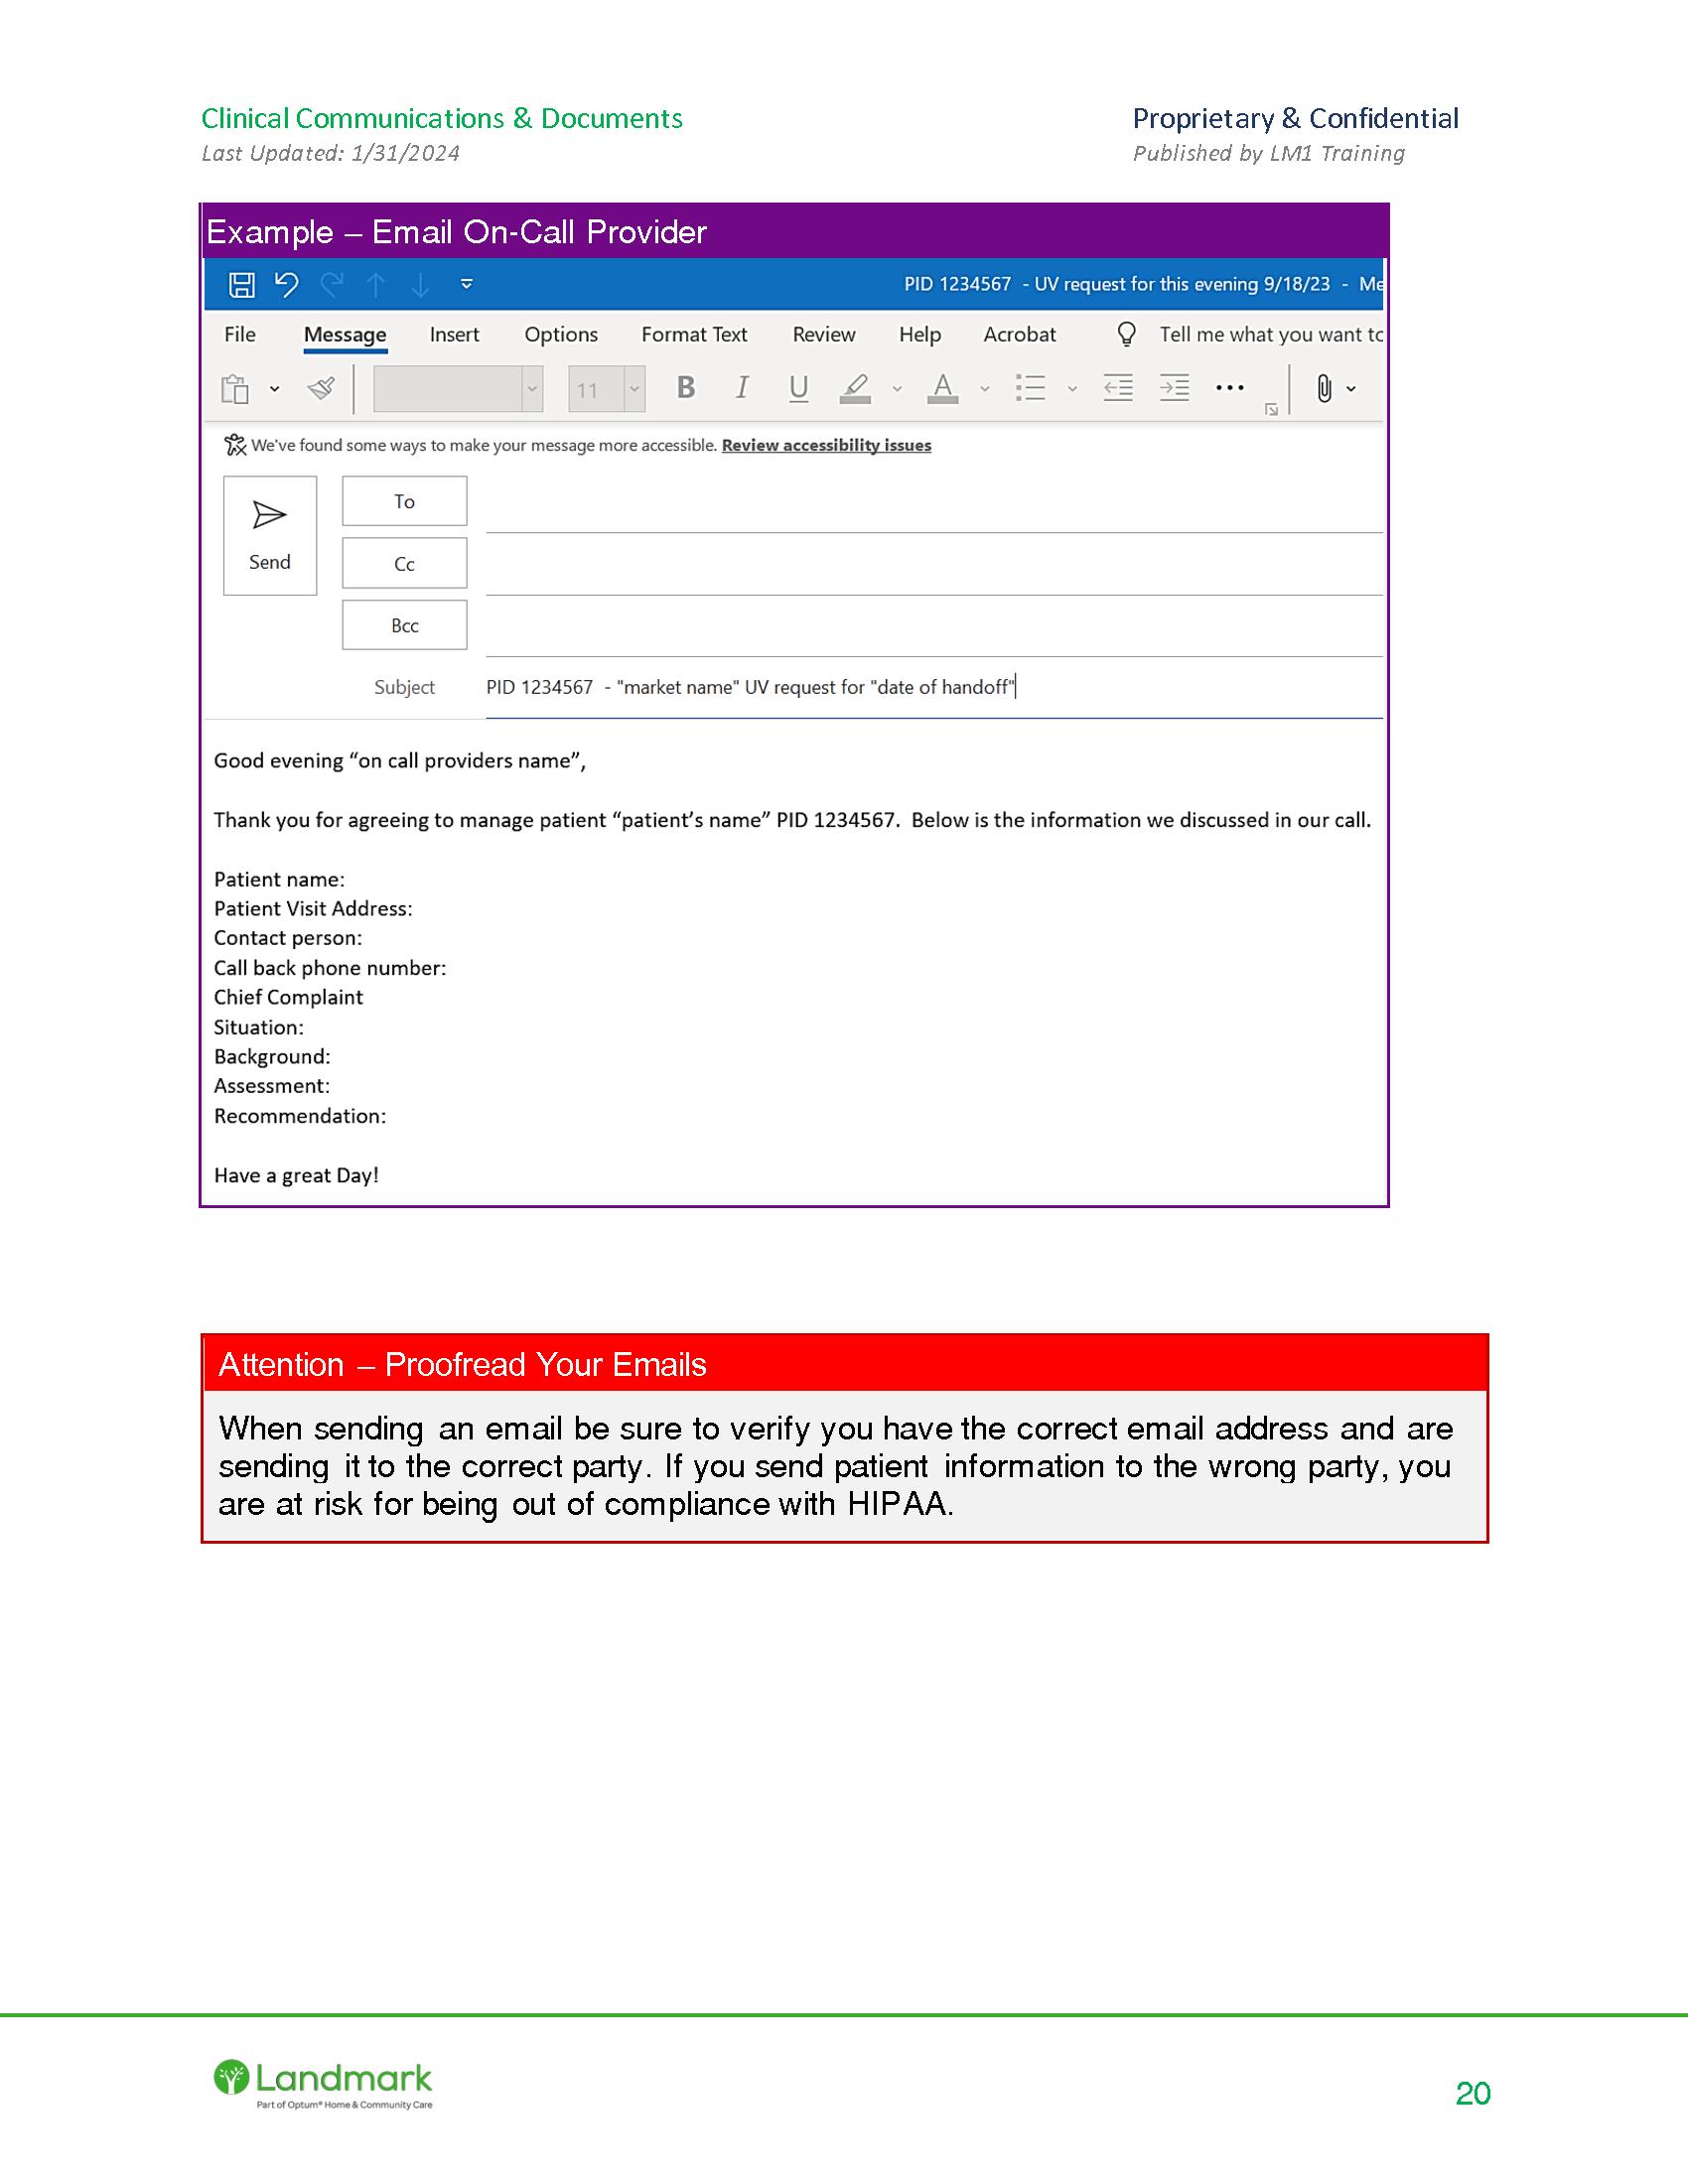 Clinical Communications & Documents
Proprietary & Confidential
Last Updated: 1/31/2024
Published by LM1 Training
Example – Email On-Call Provider
PID 1234567 - UV request for this evening 9/18/23 - Me
File Message Insert Options Format Text Review Help Acrobat Tell me what you want to
11 B I U A
We've found some ways to make your message more accessible. Review accessibility issues
To
Send
Cc
Bcc
Subject PID 1234567 - "market name" UV request for "date of handoff"
Good evening “on call providers name”,
Thank you for agreeing to manage patient “patient’s name” PID 1234567. Below is the information we discussed in our call.
Patient name:
Patient Visit Address:
Contact person:
Call back phone number:
Chief Complaint
Situation:
Background:
Assessment:
Recommendation:
Have a great Day!
Attention – Proofread Your Emails
When sending an email be sure to verify you have the correct email address and are
sending it to the correct party. If you send patient information to the wrong party, you
are at risk for being out of compliance with HIPAA.
Landmark
Part of Optum® Home & Community Care
20